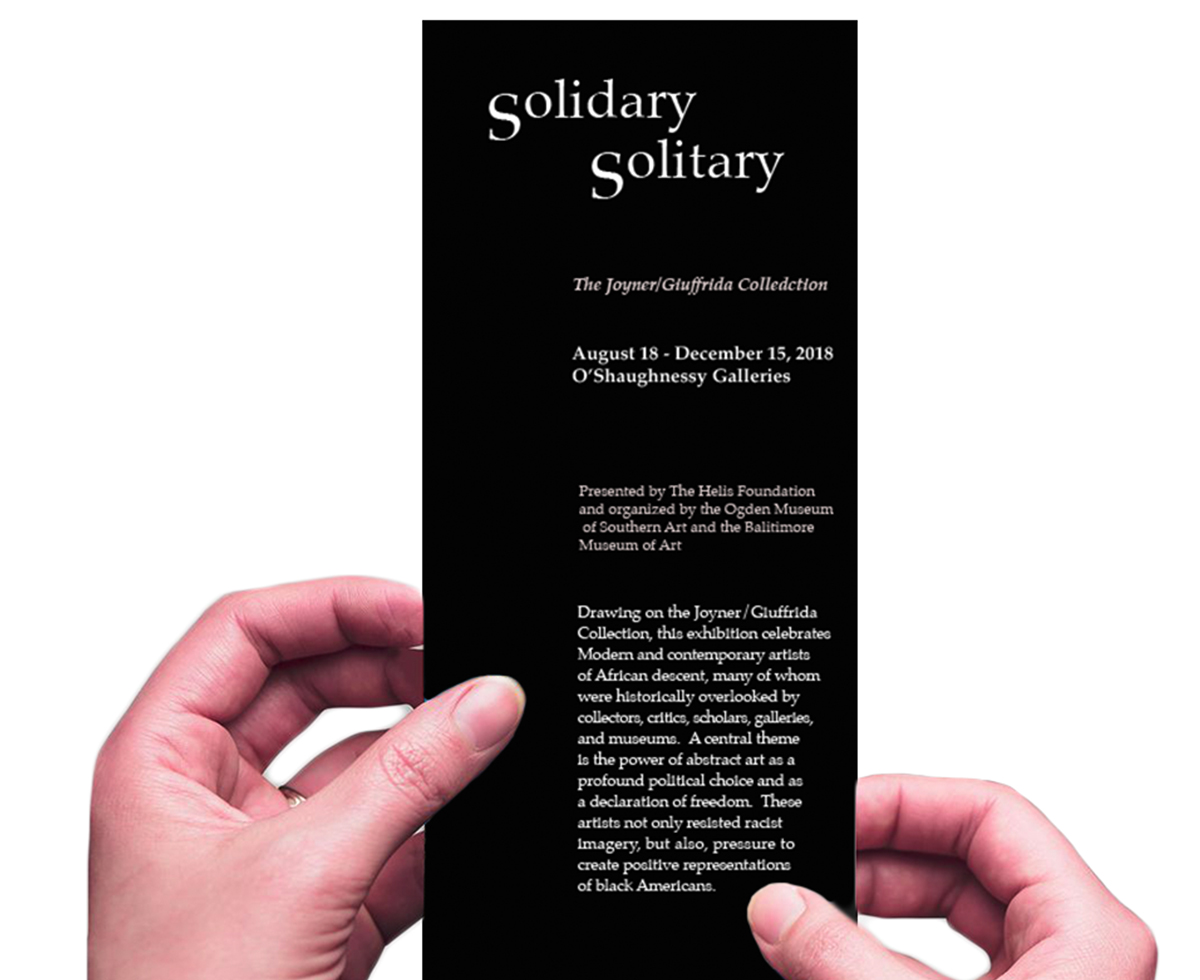 Solidary
Solitary
The Joyner/Giuffrida Colledction
August 18 - December 15, 2018
O'Shaughnessy Galleries
Presented by The Helis Foundation
and organized by the Ogden Museum
of Southern Art and the Balitimore
Museum of Art
Drawing on the Joyner/Giuffrida
Collection, this exhibition celebrates
Modern and contemporary artists
of African descent, many of whom
were historically overlooked by
collectors, critics, scholars, galleries,
and museums.  A central theme
is the power of abstract art as a
profound political choice and as
a declaration of freedom.  These
artists not only resisted racist
imagery, but also, pressure to
create positive representations
of black Americans.